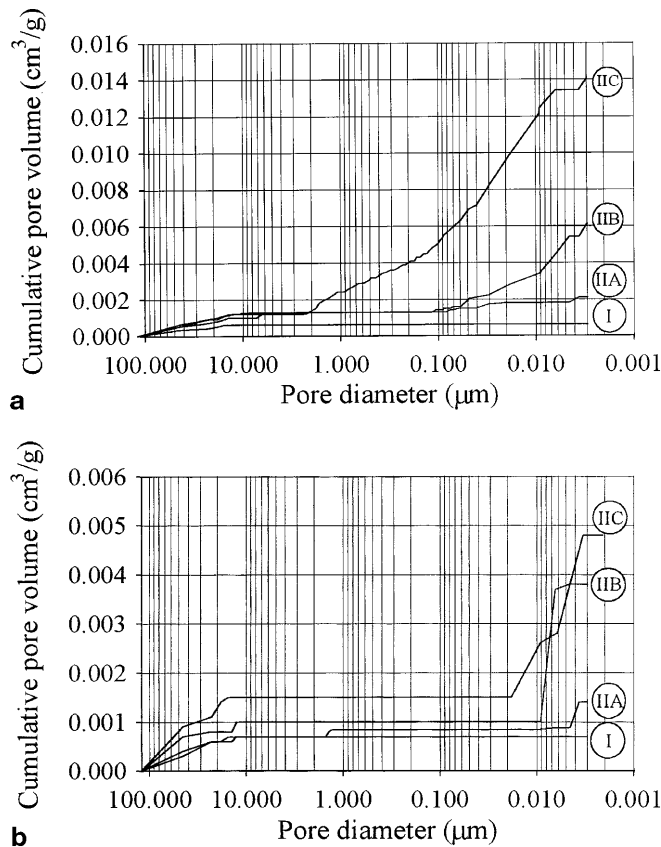 a
Cumulative pore volume (cm³/g)
0.016
0.014
0.012
0.010
0.008
0.006
0.004
0.002
0.000
IIC
IIB
IIA
I
100.000 10.000 1.000 0.100 0.010 0.001
Pore diameter (μm)
b
Cumulative pore volume (cm³/g)
0.006
0.005
0.004
0.003
0.002
0.001
0.000
IIC
IIB
IIA
I
100.000 10.000 1.000 0.100 0.010 0.001
Pore diameter (μm)